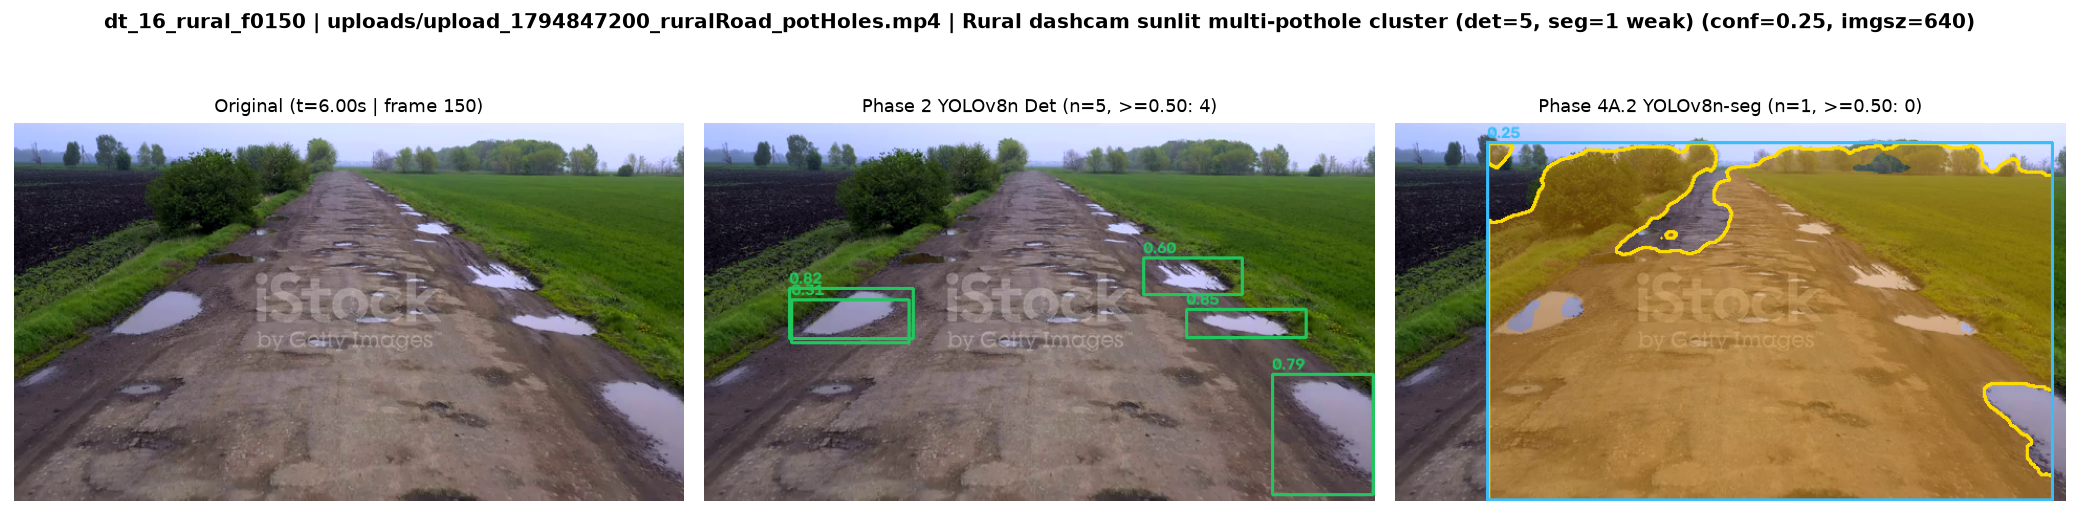 dt_16_rural_f0150 | uploads/upload_1794847200_ruralRoad_potHoles.mp4 | Rural dashcam sunlit multi-pothole cluster (det=5, seg=1 weak) (conf=0.25, imgsz=640)
Original (t=6.00s | frame 150)
Phase 2 YOLOv8n Det (n=5, >=0.50: 4)
Phase 4A.2 YOLOv8n-seg (n=1, >=0.50: 0)
0.25
0.60
0.82
0.85
0.79
iStock
by Getty Images
iStock
by Getty Images
iStock
by Getty Images